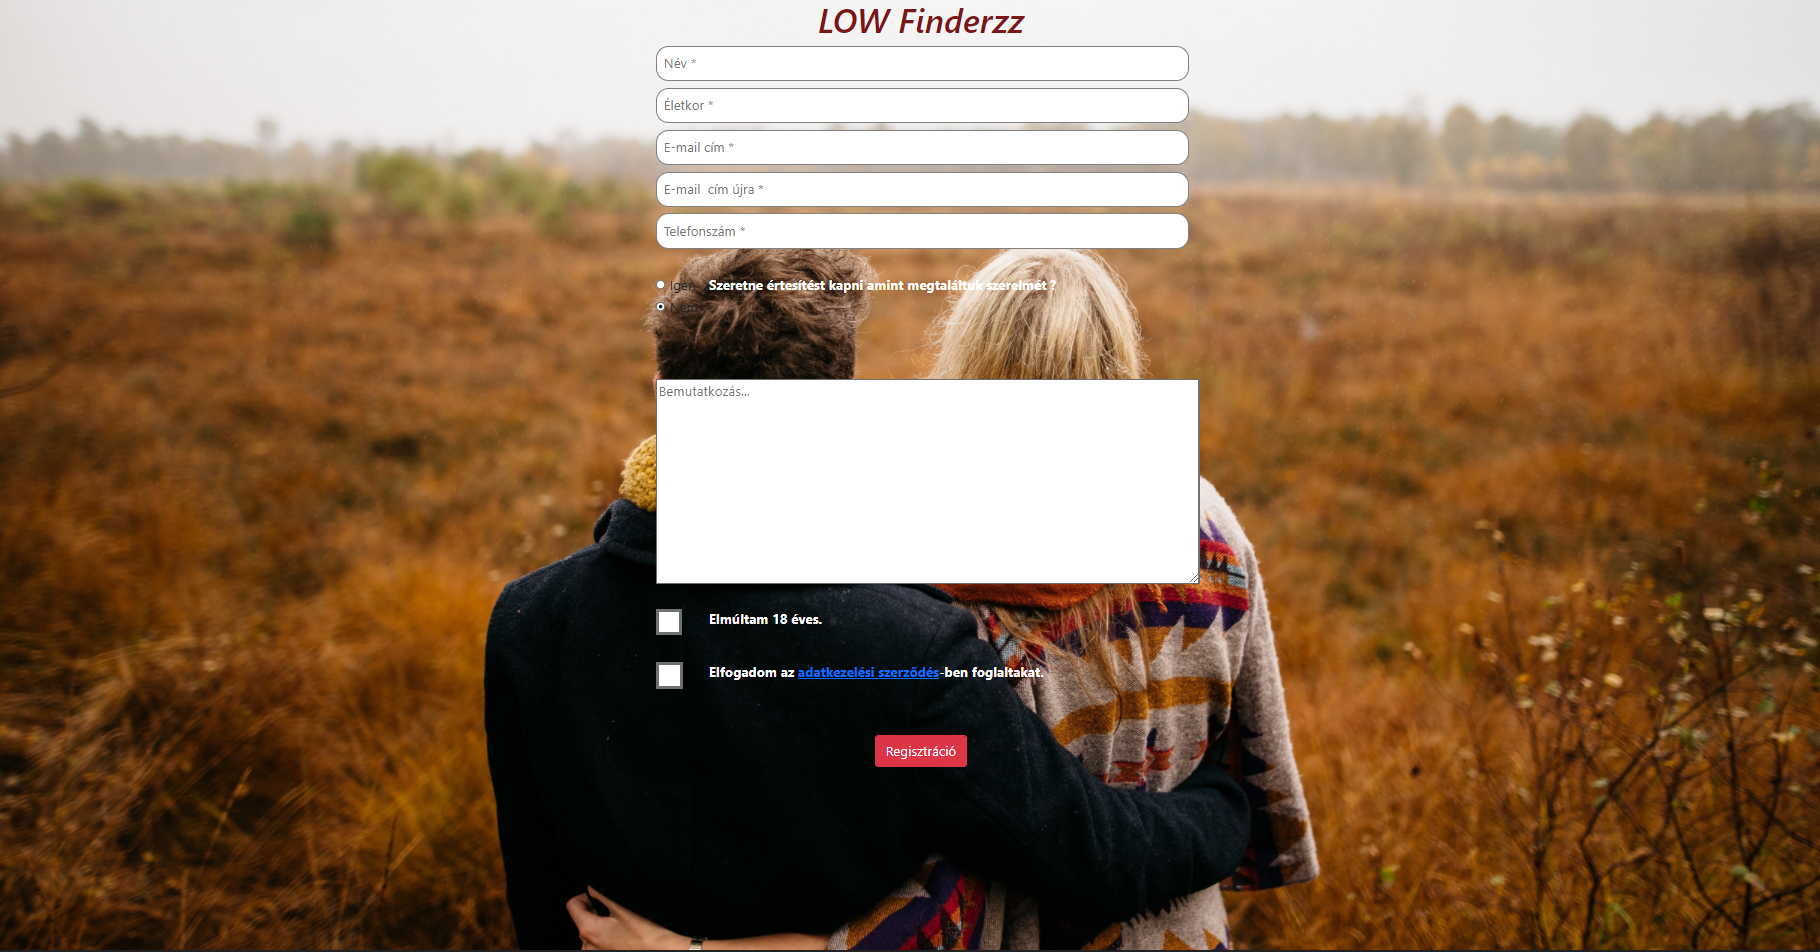 LOW Finderzz
Név *
Életkor *
E-mail cím *
E-mail  cím újra *
Telefonszám *
Igen Szeretne értesítést kapni amint megtaláltuk szerelmét ?
Nem
Bemutatkozás...
Elmúltam 18 éves.
Elfogadom az adatkezelési szerződés-ben foglaltakat.
Regisztráció